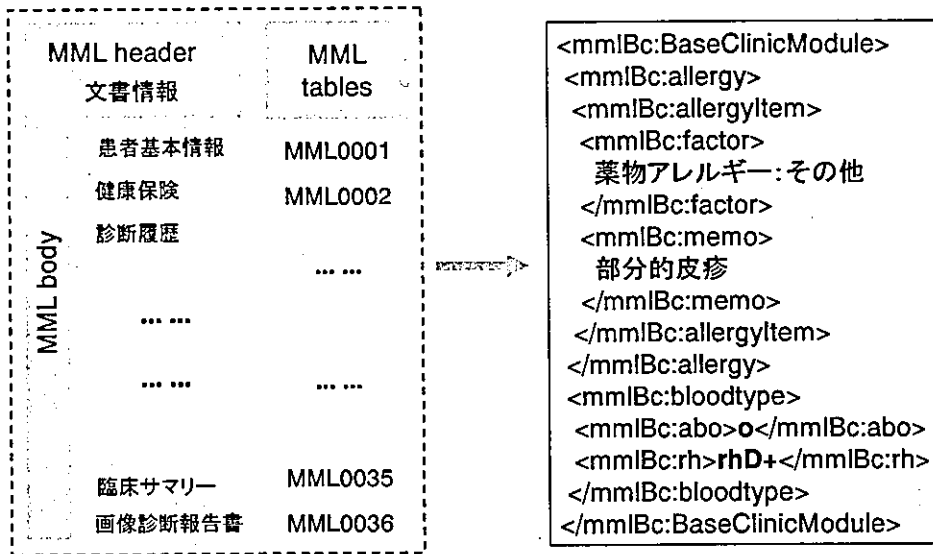 MML header
文書情報
MML
tables
MML body
患者基本情報
MML0001
健康保険
MML0002
診断履歴
... ...
... ...
... ...
... ...
臨床サマリー
MML0035
画像診断報告書
MML0036
<mmlBc:BaseClinicModule>
<mmlBc:allergy>
<mmlBc:allergyItem>
<mmlBc:factor>
薬物アレルギー:その他
</mmlBc:factor>
<mmlBc:memo>
部分的皮疹
</mmlBc:memo>
</mmlBc:allergyItem>
</mmlBc:allergy>
<mmlBc:bloodtype>
<mmlBc:abo>o</mmlBc:abo>
<mmlBc:rh>rhD+</mmlBc:rh>
</mmlBc:bloodtype>
</mmlBc:BaseClinicModule>